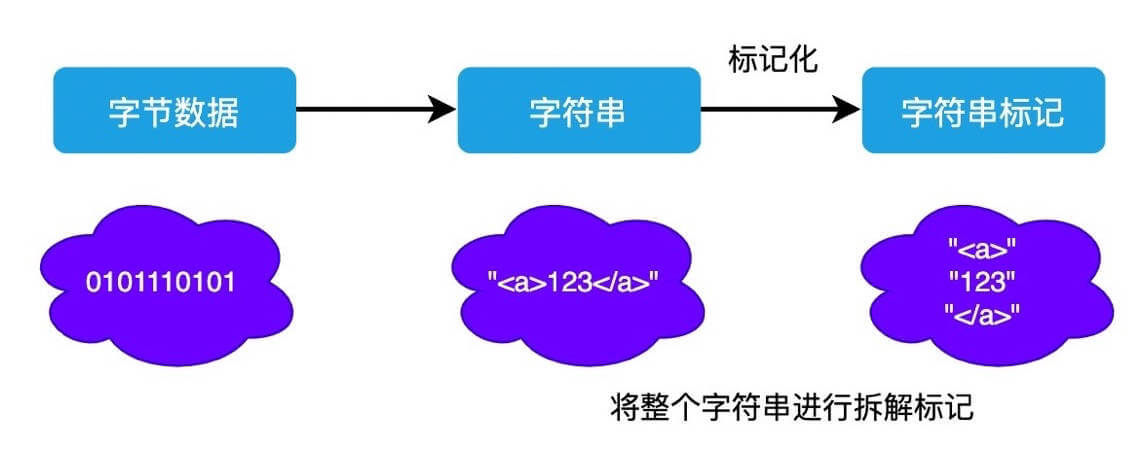 标记化
字节数据
字符串
字符串标记
0101110101
"<a>123</a>"
"<a>"
"123"
"</a>"
将整个字符串进行拆解标记